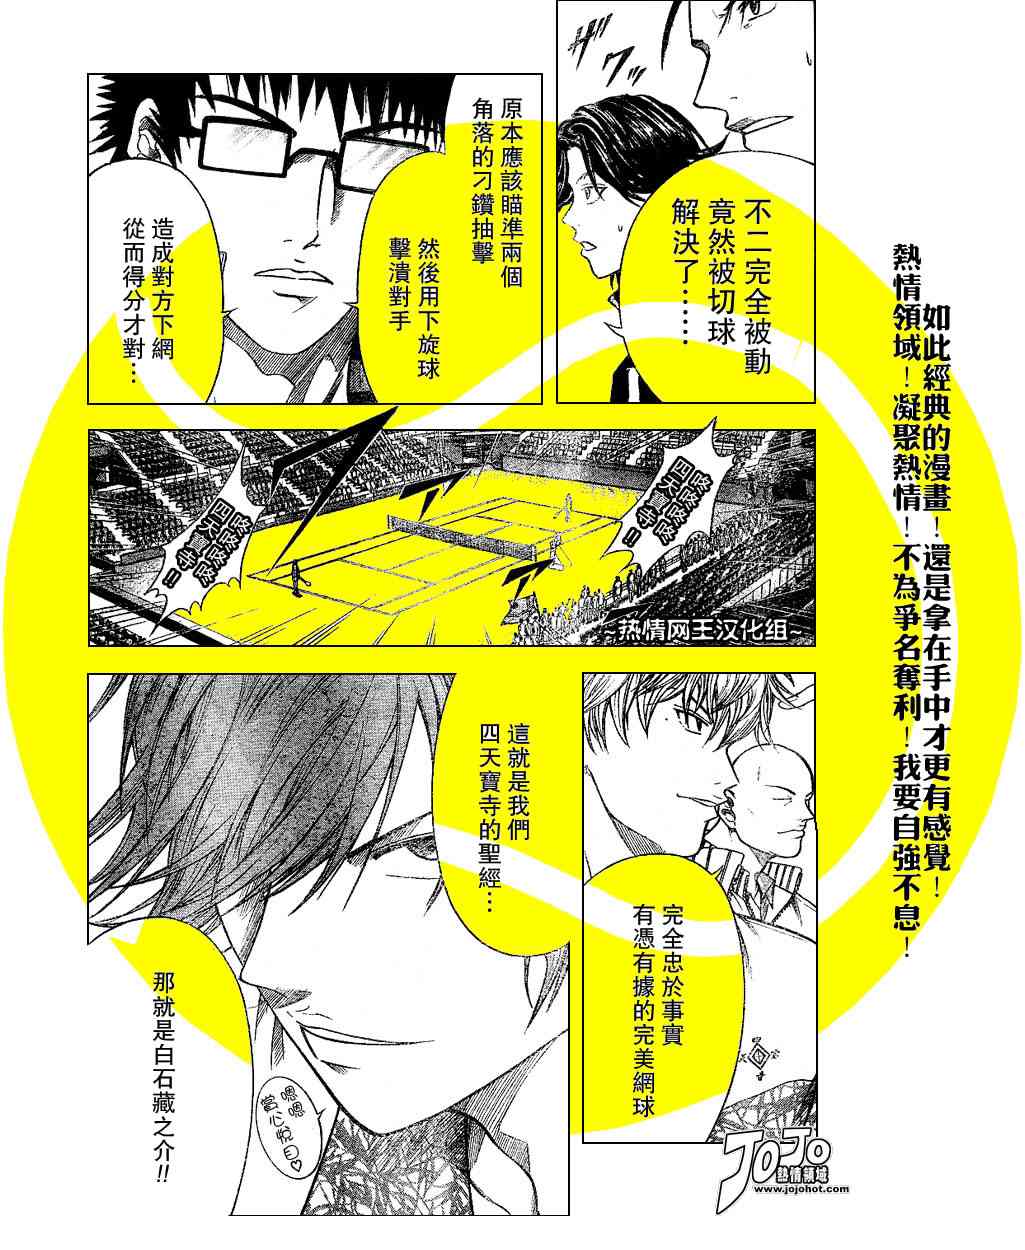 不二完全被動
竟然被切球
解決了……
原本應該瞄準兩個
角落的刁鑽抽擊
然後用下旋球
擊潰對手
造成對方下網
從而得分才對…
四天寶寺
四天寶寺
~热情网王汉化组~
完全忠於事實
有憑有據的完美網球
這就是我們
四天寶寺的聖經…
那就是白石藏之介!!
嗯嗯
賞心悅目♡
如此經典的漫畫！還是拿在手中才更有感覺！
熱情領域！凝聚熱情！不為爭名奪利！我要自強不息！
JOJO
熱情領域
www.jojohot.com